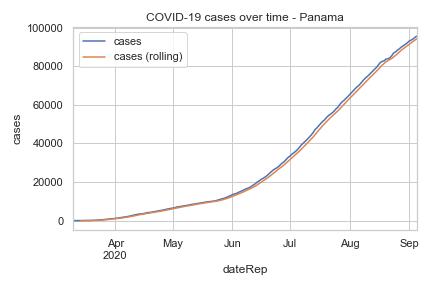 COVID-19 cases over time - Panama
cases
cases (rolling)
100000
80000
60000
40000
20000
0
cases
Apr May Jun Jul Aug Sep
2020
dateRep